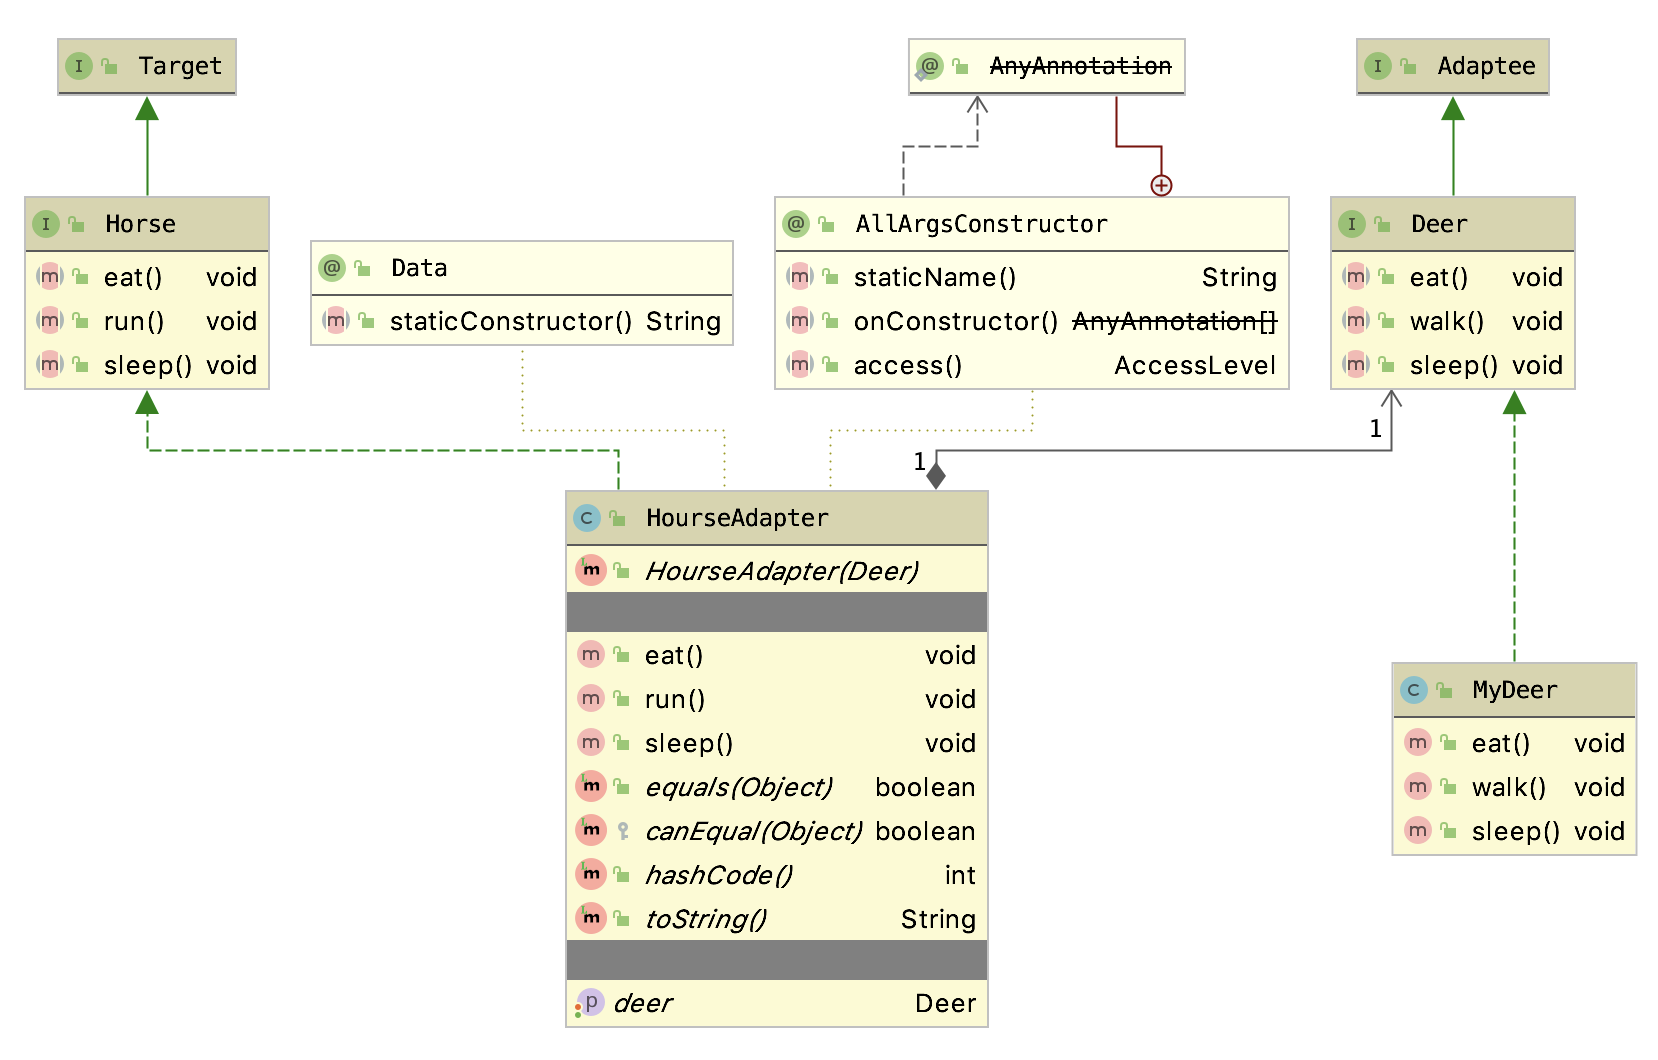 Target
AnyAnnotation
Adaptee
Horse
eat() void
run() void
sleep() void
Data
staticConstructor() String
AllArgsConstructor
staticName() String
onConstructor() AnyAnnotation[]
access() AccessLevel
Deer
eat() void
walk() void
sleep() void
1
1
HourseAdapter
HourseAdapter(Deer)
eat() void
run() void
sleep() void
equals(Object) boolean
canEqual(Object) boolean
hashCode() int
toString() String
deer Deer
MyDeer
eat() void
walk() void
sleep() void